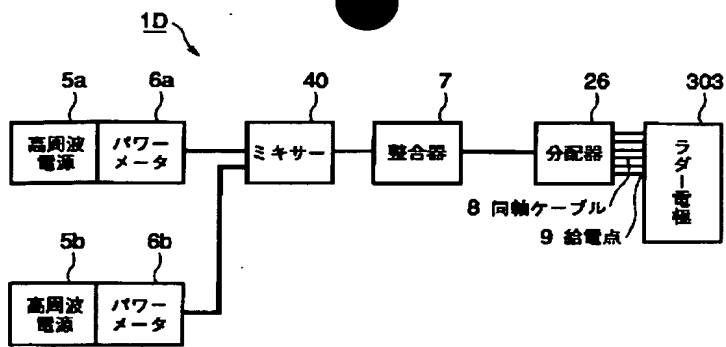 1D
5a
6a
40
7
26
303
高周波
電源
パワー
メータ
ミキサー
整合器
分配器
ラダー電極
8 同軸ケーブル
9 給電点
5b
6b
高周波
電源
パワー
メータ